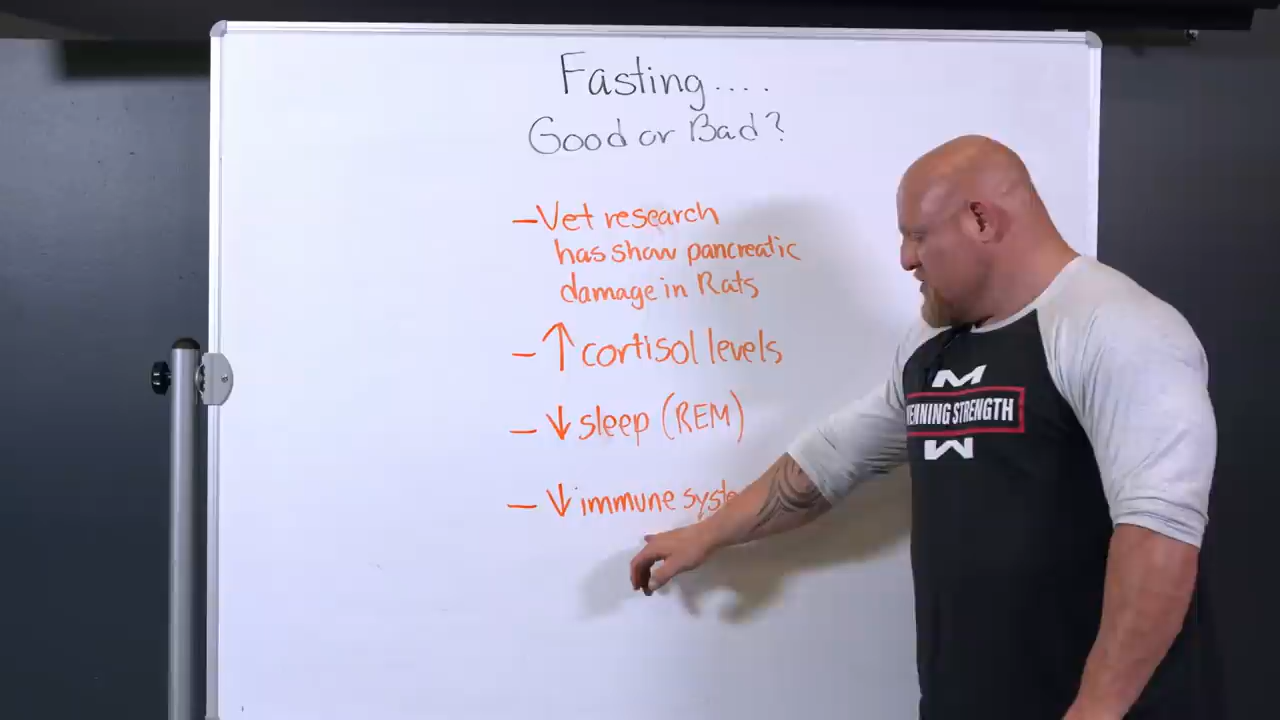 Fasting....
Good or Bad?
- Vet research
has show pancreatic
damage in Rats
- ↑ cortisol levels
- ↓ sleep (REM)
- ↓ immune syste
ENNING STRENGTH